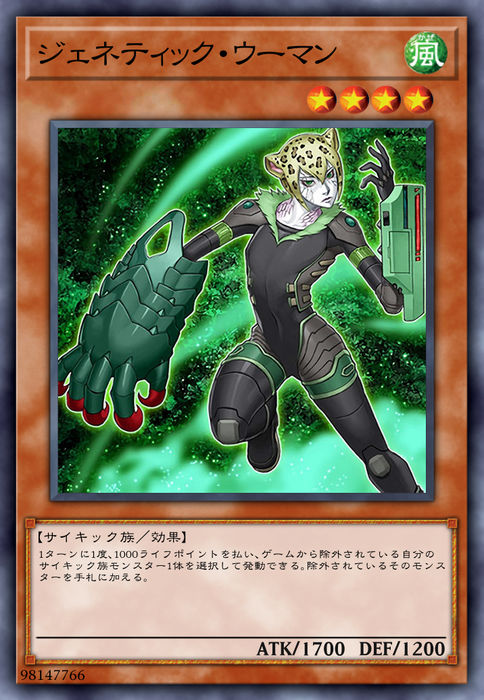 ジェネティック・ウーマン
かぜ
風
【サイキック族／効果】
1ターンに1度、1000ライフポイントを払い、ゲームから除外されている自分の
サイキック族モンスター1体を選択して発動できる。除外されているそのモンス
ターを手札に加える。
ATK/1700 DEF/1200
98147766